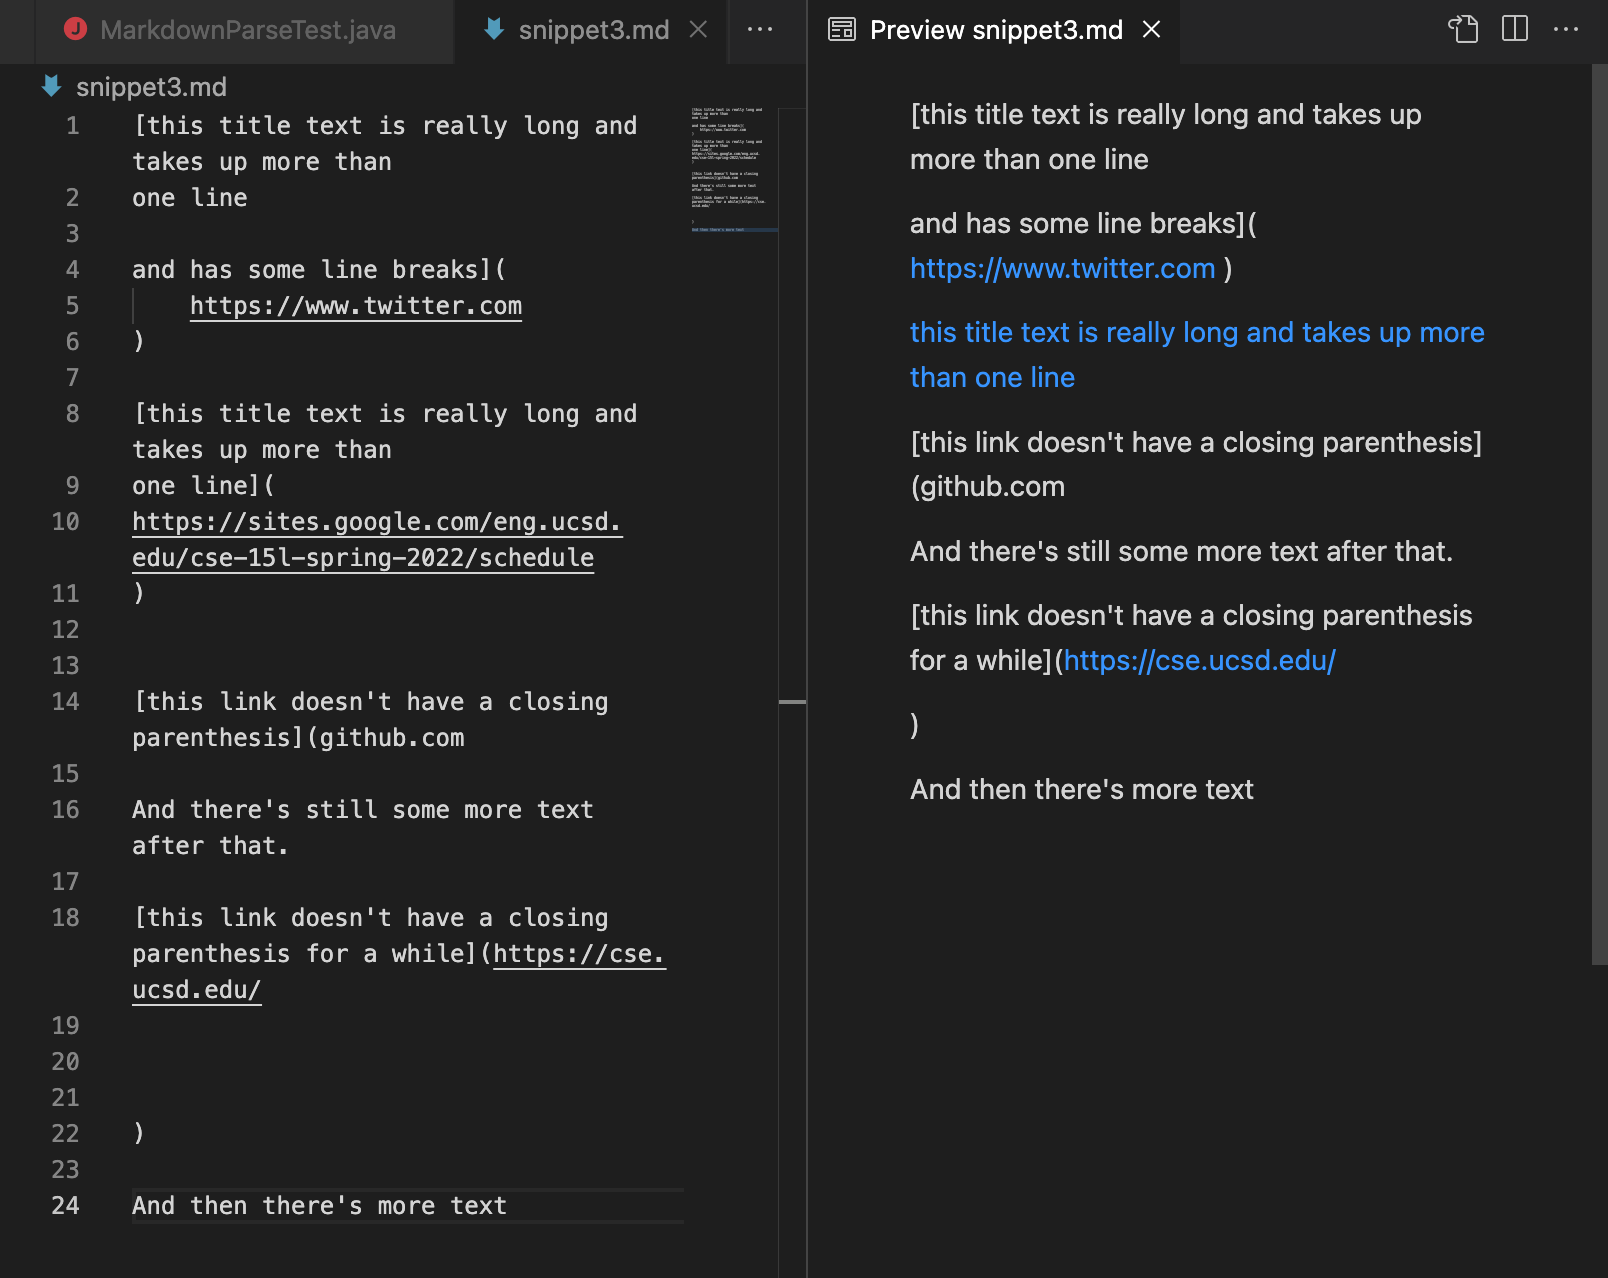 MarkdownParseTest.java
snippet3.md
Preview snippet3.md
snippet3.md
1 [this title text is really long and
takes up more than
2 one line
3
4 and has some line breaks](
5 https://www.twitter.com
6 )
7
8 [this title text is really long and
takes up more than
9 one line](
10 https://sites.google.com/eng.ucsd.
edu/cse-15l-spring-2022/schedule
11 )
12
13
14 [this link doesn't have a closing
parenthesis](github.com
15
16 And there's still some more text
after that.
17
18 [this link doesn't have a closing
parenthesis for a while](https://cse.
ucsd.edu/
19
20
21
22 )
23
24 And then there's more text
[this title text is really long and takes up
more than one line
and has some line breaks](
https://www.twitter.com )
this title text is really long and takes up more
than one line
[this link doesn't have a closing parenthesis]
(github.com
And there's still some more text after that.
[this link doesn't have a closing parenthesis
for a while](https://cse.ucsd.edu/
)
And then there's more text